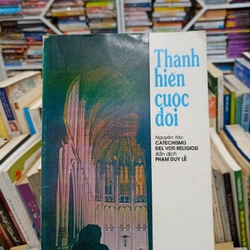 Thanh
hiến
cuộc
đời
Nguyên tác
CATECHISMO
DEI VOTI RELIGIOSI
Bản dịch
PHẠM DUY LỄ